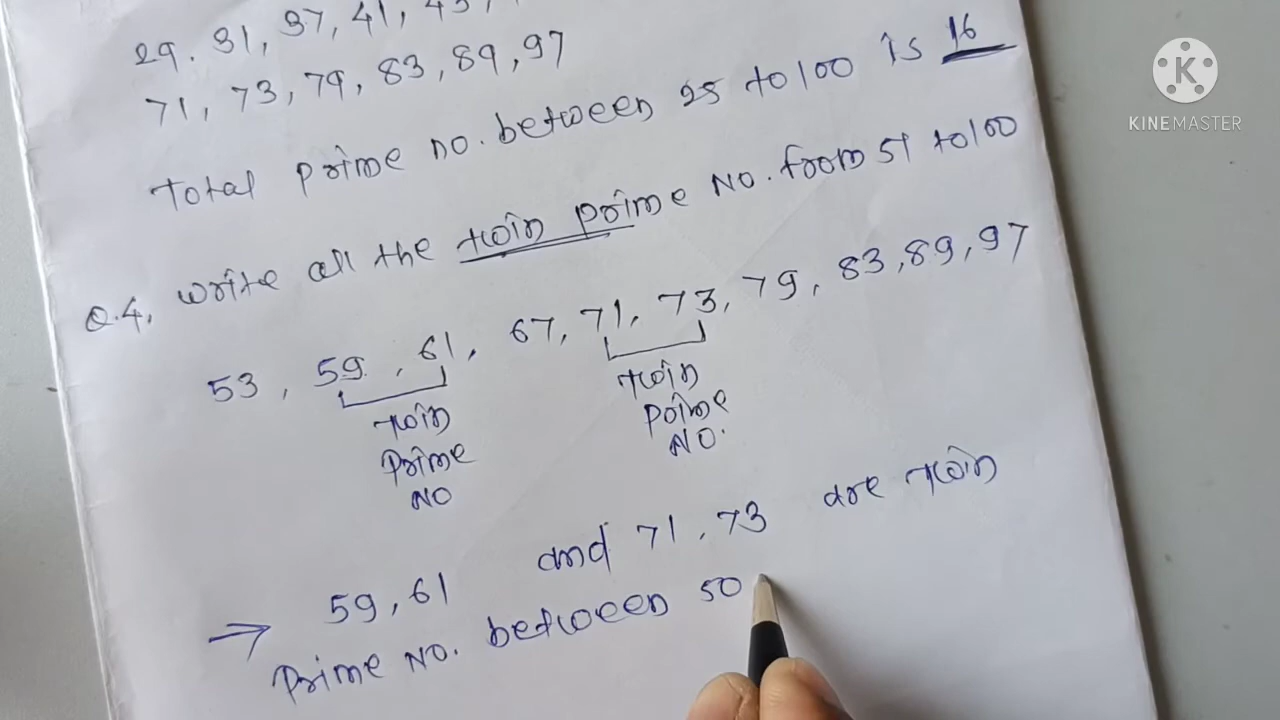 29. 31, 37, 41, 43,
71, 73, 79, 83, 89, 97
Total Prime no. between 25 to 100 is 16
Q.4. Write all the twin Prime No. from 51 to 100
53, 59, 61, 67, 71, 73, 79, 83, 89, 97
twin Prime NO
twin Prime NO.
→ 59, 61 and 71, 73 are twin
Prime No. between 50
KINEMASTER